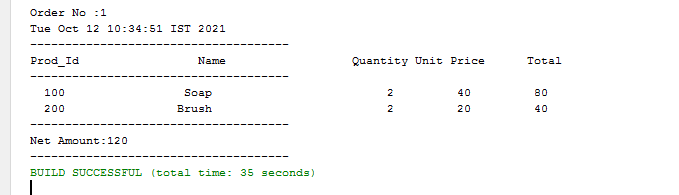 Order No :1
Tue Oct 12 10:34:51 IST 2021
-------------------------------------
Prod_Id                 Name                  Quantity Unit Price      Total
-------------------------------------
  100                 Soap                         2         40         80
  200                Brush                         2         20         40
-------------------------------------
Net Amount:120
-------------------------------------
BUILD SUCCESSFUL (total time: 35 seconds)